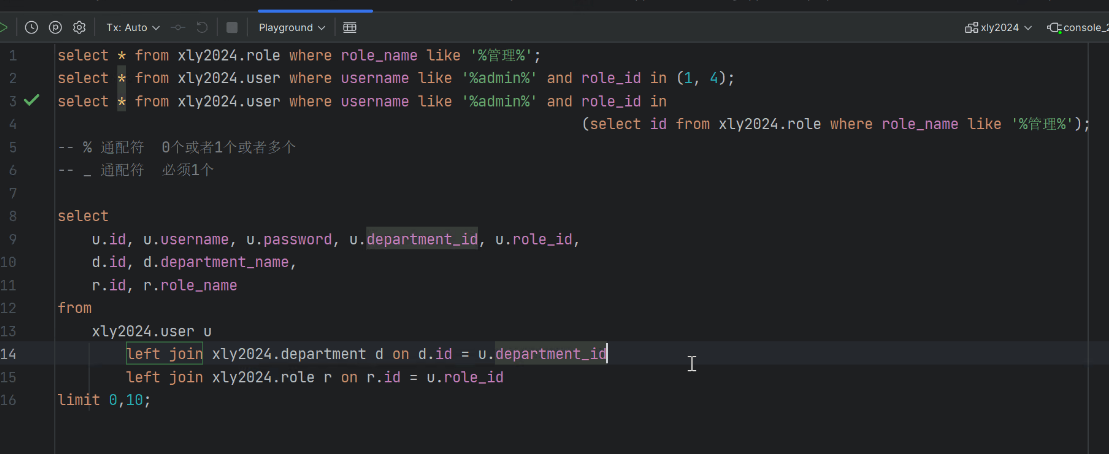 Tx: Auto Playground xly2024 console_2
1 select * from xly2024.role where role_name like '%管理%';
2 select * from xly2024.user where username like '%admin%' and role_id in (1, 4);
3 select * from xly2024.user where username like '%admin%' and role_id in
4 (select id from xly2024.role where role_name like '%管理%');
5 -- % 通配符  0个或者1个或者多个
6 -- _ 通配符  必须1个
7
8 select
9 u.id, u.username, u.password, u.department_id, u.role_id,
10 d.id, d.department_name,
11 r.id, r.role_name
12 from
13 xly2024.user u
14 left join xly2024.department d on d.id = u.department_id
15 left join xly2024.role r on r.id = u.role_id
16 limit 0,10;